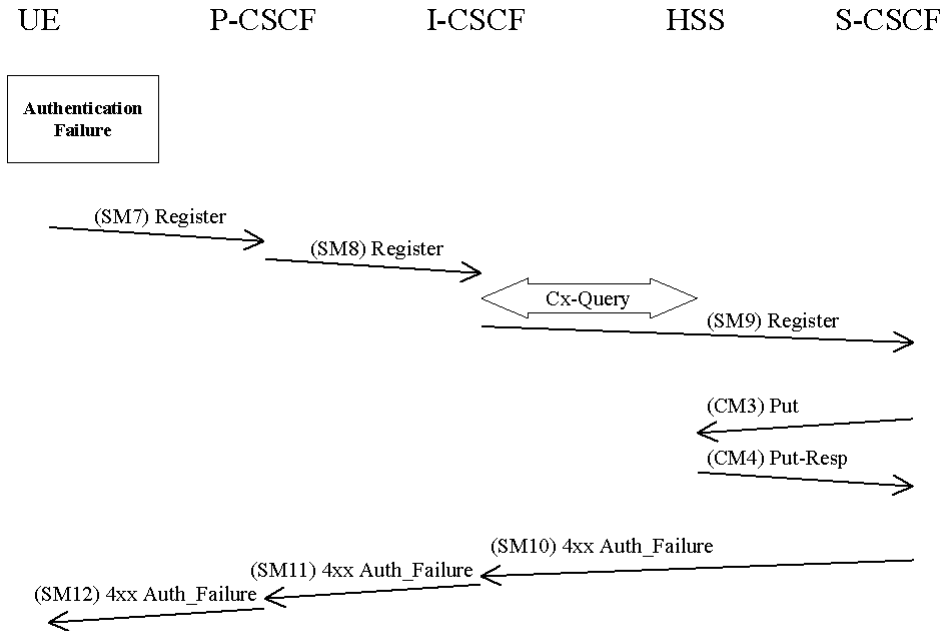 UE P-CSCF I-CSCF HSS S-CSCF
Authentication
Failure
(SM7) Register
(SM8) Register
Cx-Query
(SM9) Register
(CM3) Put
(CM4) Put-Resp
(SM10) 4xx Auth_Failure
(SM11) 4xx Auth_Failure
(SM12) 4xx Auth_Failure